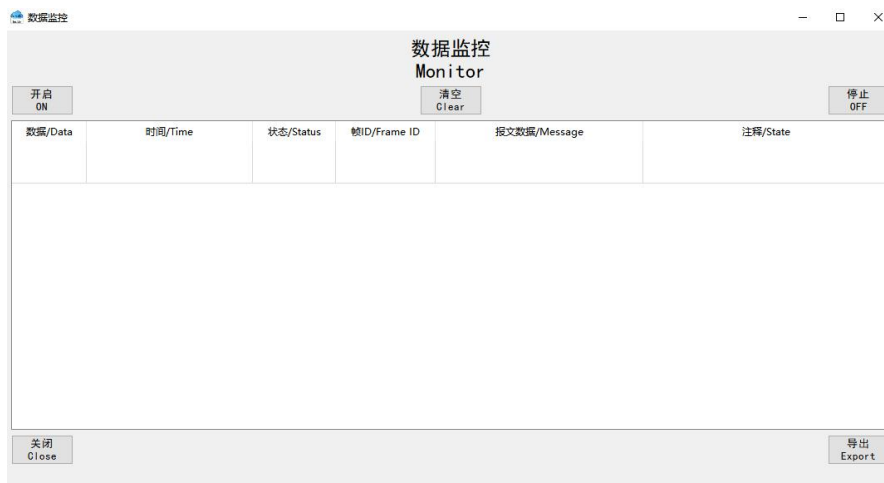 数据监控
数据监控
Monitor
开启
ON
清空
Clear
停止
OFF
数据/Data 时间/Time 状态/Status 帧ID/Frame ID 报文数据/Message 注释/State
关闭
Close
导出
Export